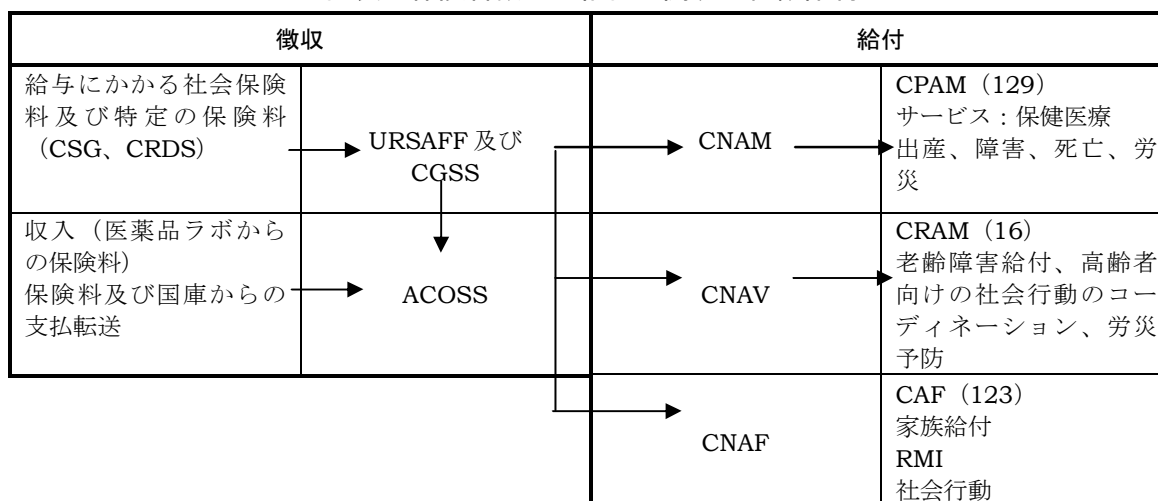 徴収
給付
給与にかかる社会保険
料及び特定の保険料
（CSG、CRDS）
URSAFF 及び
CGSS
CNAM
CPAM（129）
サービス：保健医療
出産、障害、死亡、労
災
収入（医薬品ラボから
の保険料）
保険料及び国庫からの
支払転送
ACOSS
CNAV
CRAM（16）
老齢障害給付、高齢者
向けの社会行動のコー
ディネーション、労災
予防
CNAF
CAF（123）
家族給付
RMI
社会行動